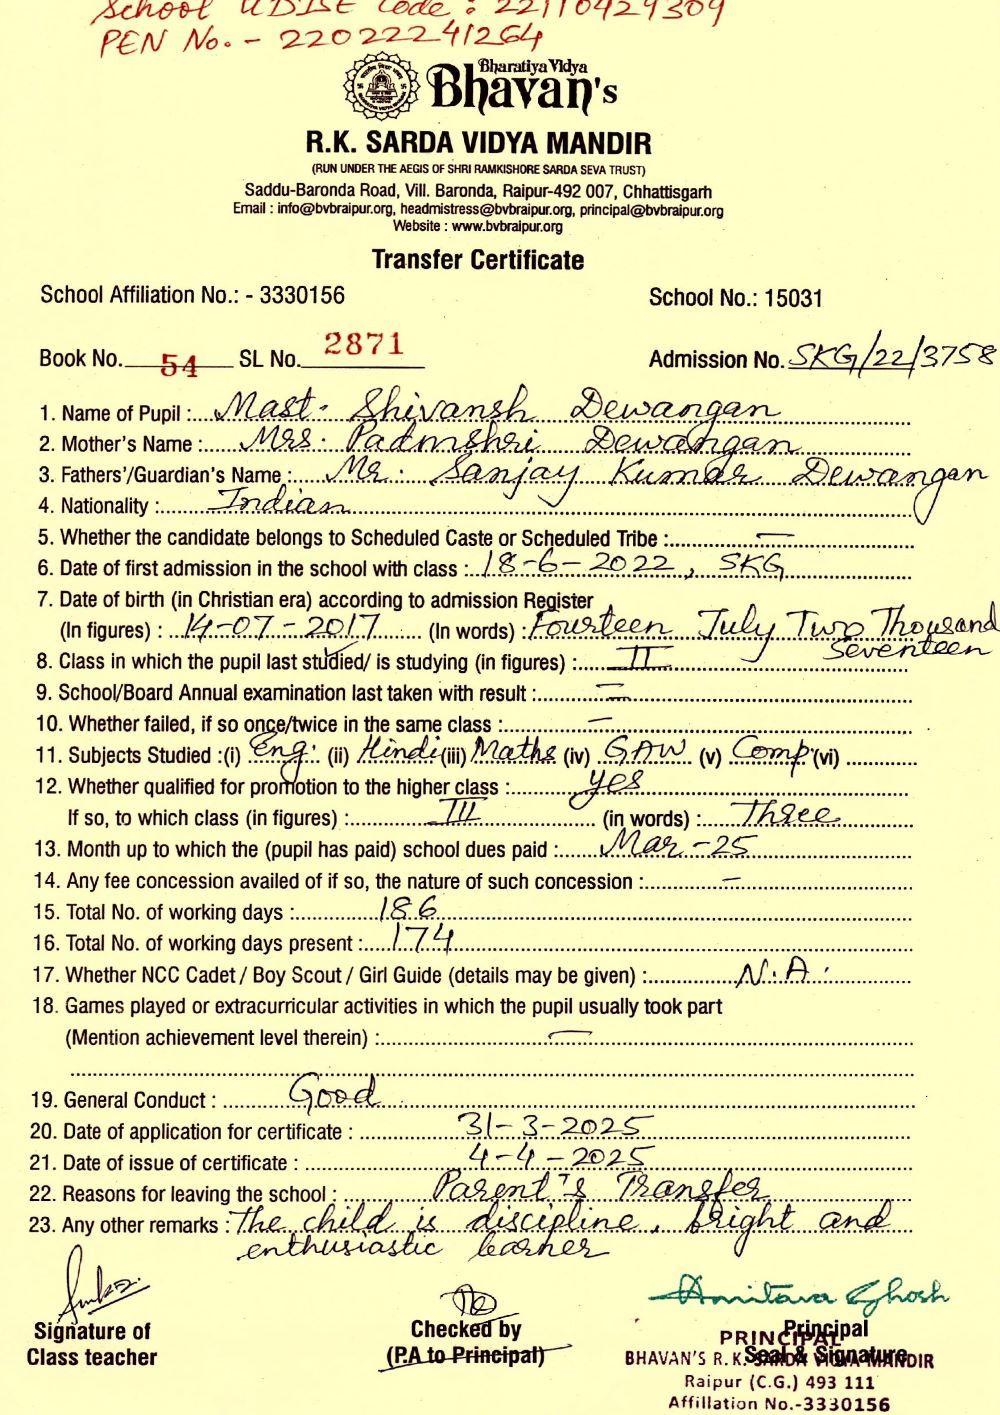 School UDISE Code : 22110429309
PEN No. - 22022241264
Bharatiya Vidya
Bhavan's
R.K. SARDA VIDYA MANDIR
(RUN UNDER THE AEGIS OF SHRI RAMKISHORE SARDA SEVA TRUST)
Saddu-Baronda Road, Vill. Baronda, Raipur-492 007, Chhattisgarh
Email : info@bvbraipur.org, headmistress@bvbraipur.org, principal@bvbraipur.org
Website : www.bvbraipur.org
Transfer Certificate
School Affiliation No.: - 3330156 School No.: 15031
Book No. 54 SL No. 2871 Admission No. SKG/22/3758
1. Name of Pupil : Mast. Shivansh Dewangan
2. Mother's Name : Mrs. Padmshri Dewangan
3. Fathers'/Guardian's Name : Mr. Sanjay Kumar Dewangan
4. Nationality : Indian
5. Whether the candidate belongs to Scheduled Caste or Scheduled Tribe : —
6. Date of first admission in the school with class : 18-6-2022, SKG
7. Date of birth (in Christian era) according to admission Register
(In figures) : 14-07-2017 (In words) : Fourteen July Two Thousand
Seventeen
8. Class in which the pupil last studied/ is studying (in figures) : II
9. School/Board Annual examination last taken with result : —
10. Whether failed, if so once/twice in the same class : —
11. Subjects Studied :(i) Eng. (ii) Hindi (iii) Maths (iv) GAW (v) Comp (vi)
12. Whether qualified for promotion to the higher class : yes
If so, to which class (in figures) : III (in words) : Three
13. Month up to which the (pupil has paid) school dues paid : Mar-25
14. Any fee concession availed of if so, the nature of such concession : —
15. Total No. of working days : 186
16. Total No. of working days present : 174
17. Whether NCC Cadet / Boy Scout / Girl Guide (details may be given) : N.A.
18. Games played or extracurricular activities in which the pupil usually took part
(Mention achievement level therein) : —
19. General Conduct : Good
20. Date of application for certificate : 31-3-2025
21. Date of issue of certificate : 4-4-2025
22. Reasons for leaving the school : Parent's Transfer
23. Any other remarks : The child is discipline, bright and
enthusiastic learner
Amitava Ghosh
Signature of Checked by Principal
Class teacher (P.A to Principal) Seal & Signature
PRINCIPAL
BHAVAN'S R.K. SARDA VIDYA MANDIR
Raipur (C.G.) 493 111
Affillation No.-3330156